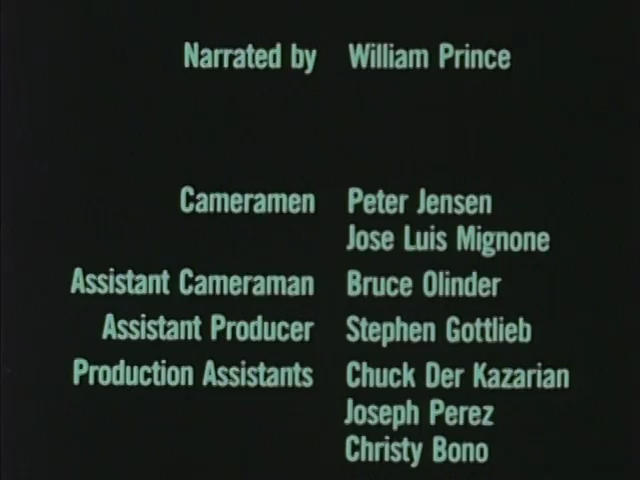 Narrated by William Prince
Cameramen Peter Jensen
Jose Luis Mignone
Assistant Cameraman Bruce Olinder
Assistant Producer Stephen Gottlieb
Production Assistants Chuck Der Kazarian
Joseph Perez
Christy Bono